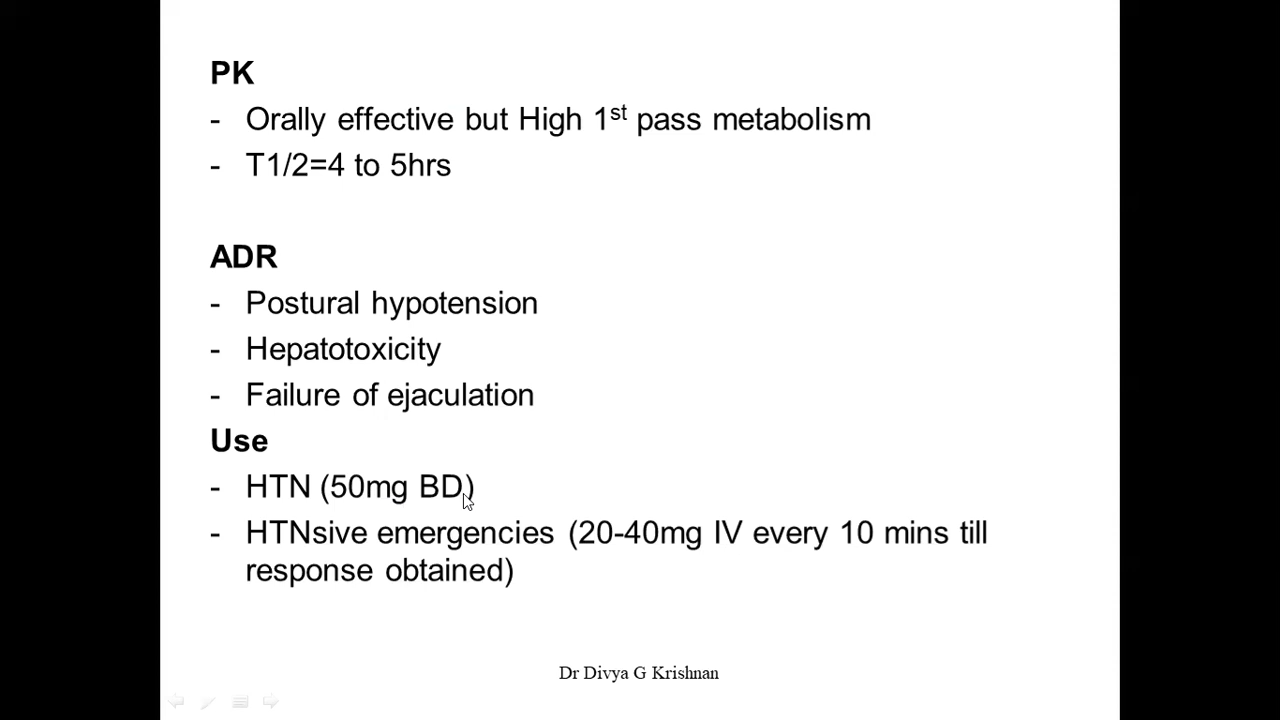 PK
- Orally effective but High 1st pass metabolism
- T1/2=4 to 5hrs
ADR
- Postural hypotension
- Hepatotoxicity
- Failure of ejaculation
Use
- HTN (50mg BD)
- HTNsive emergencies (20-40mg IV every 10 mins till
response obtained)
Dr Divya G Krishnan